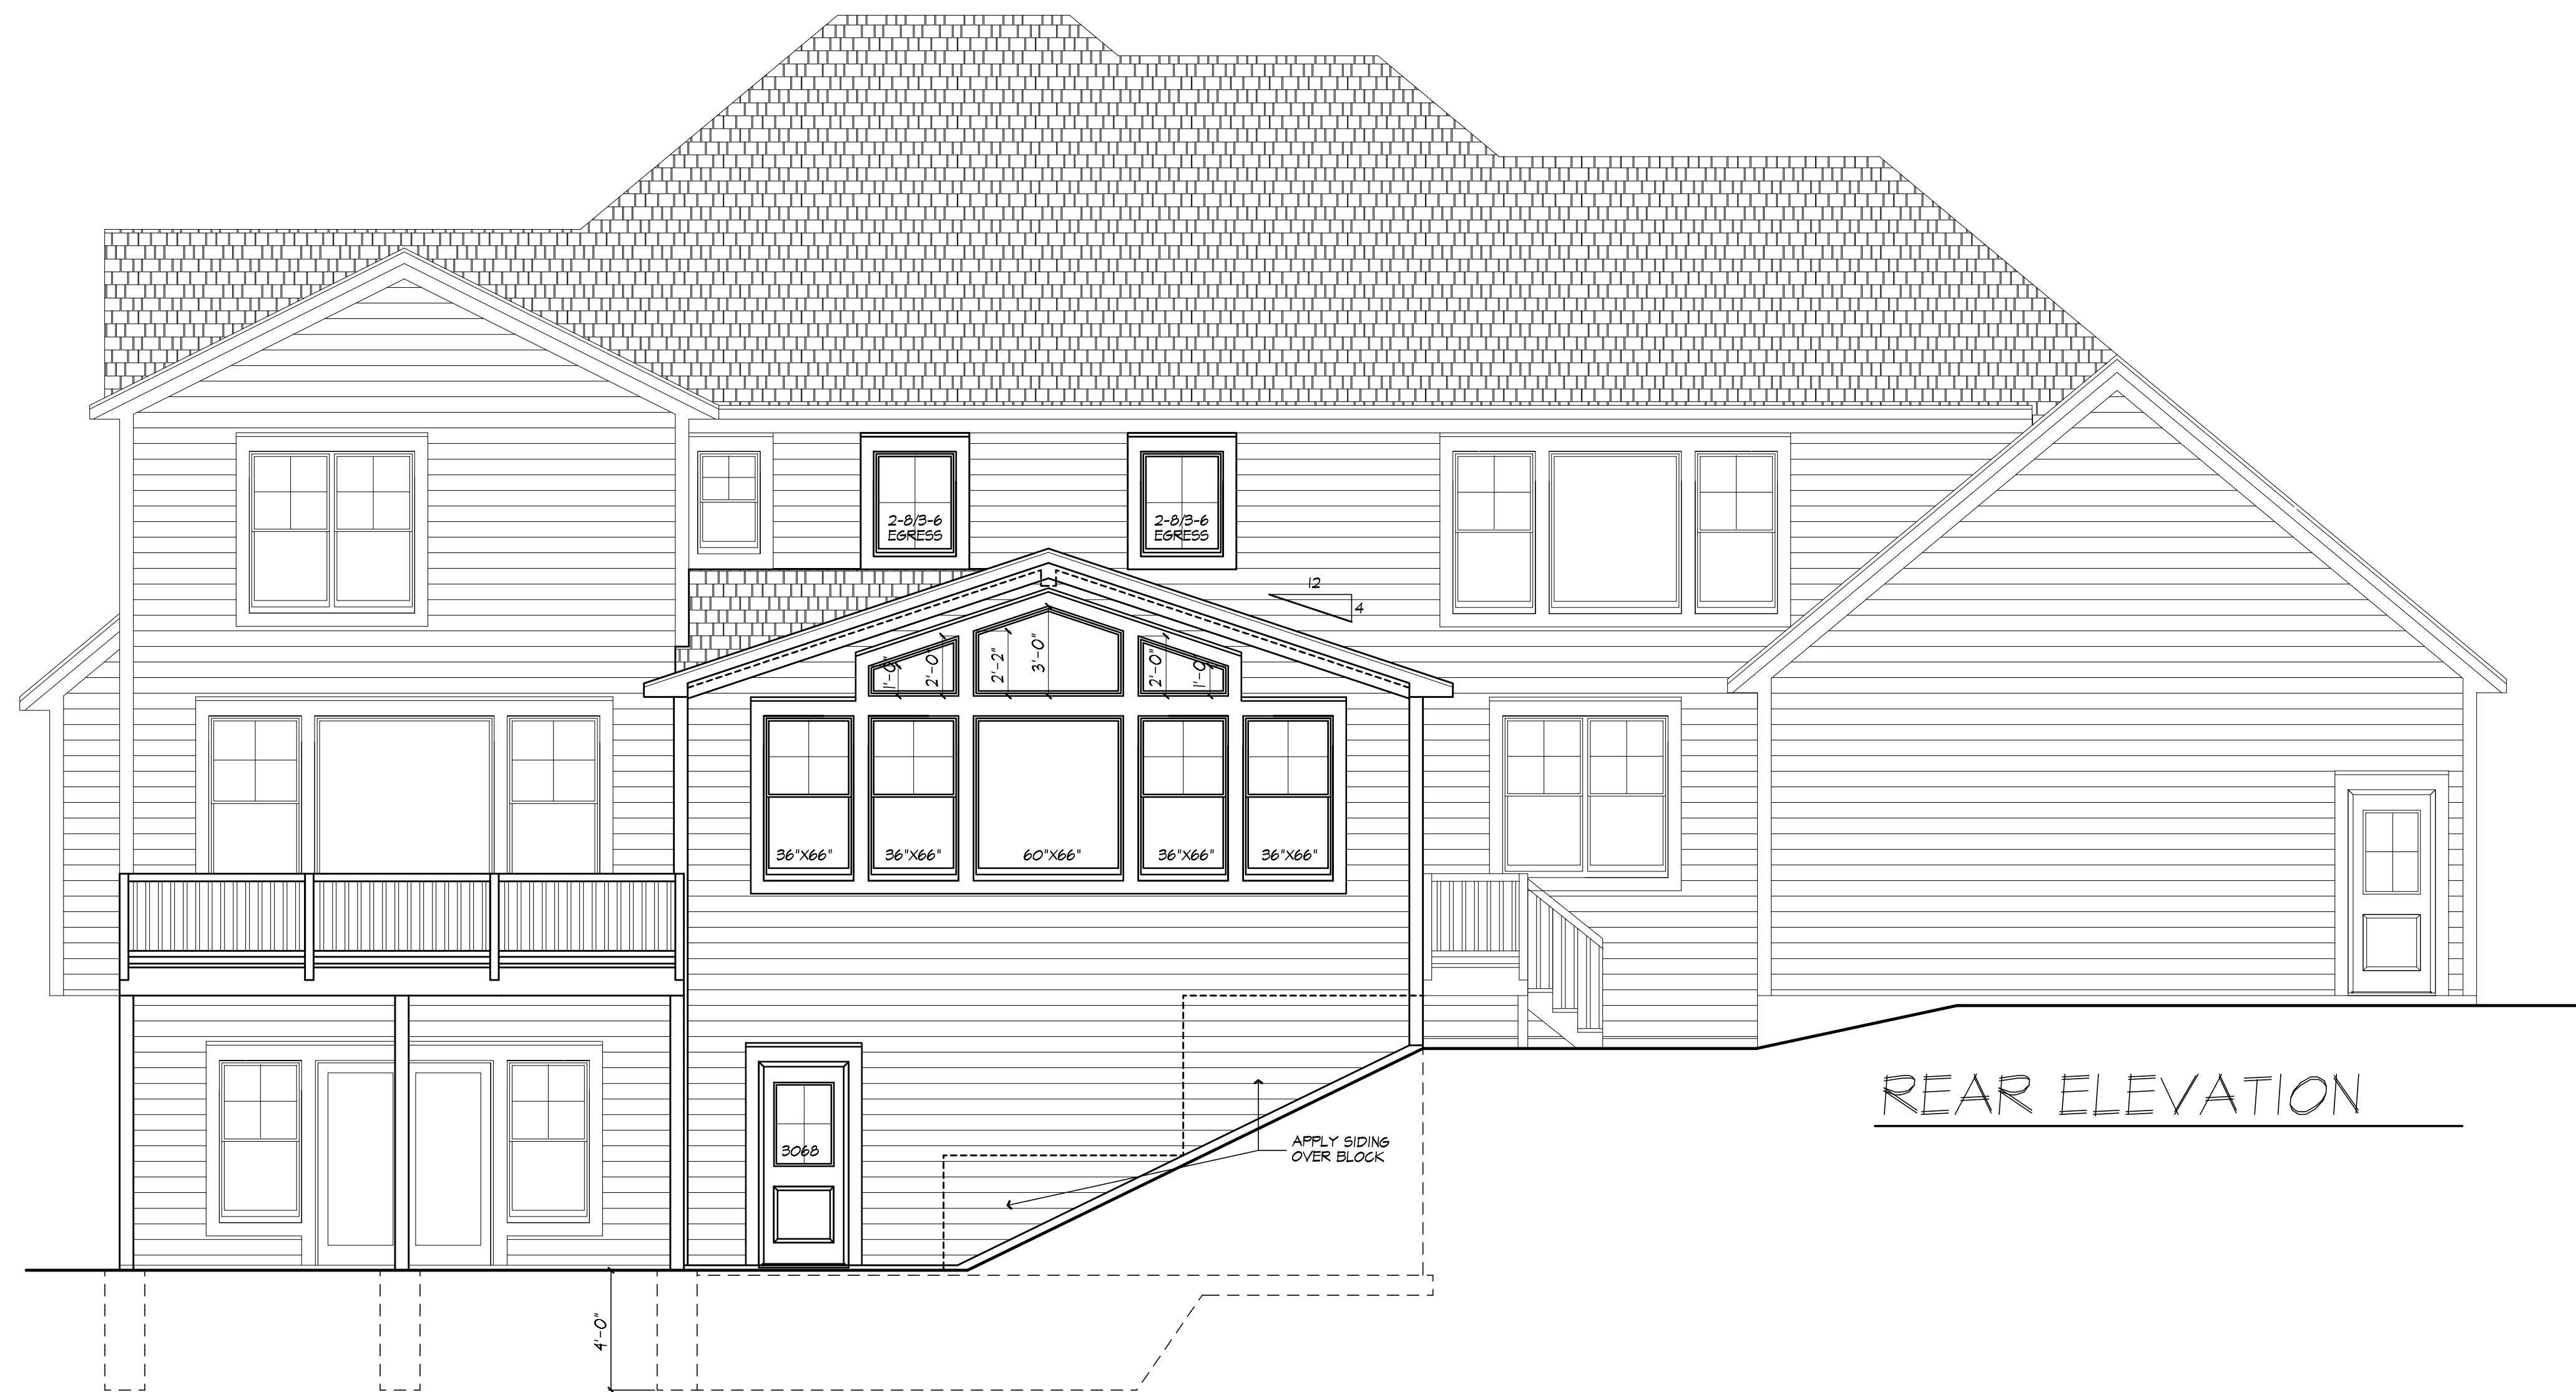 2-8/3-6
EGRESS
2-8/3-6
EGRESS
12
4
1'-0"
2'-0"
2'-2"
3'-0"
2'-0"
1'-0"
36"X66"
36"X66"
60"X66"
36"X66"
36"X66"
3068
APPLY SIDING
OVER BLOCK
REAR ELEVATION
4'-0"